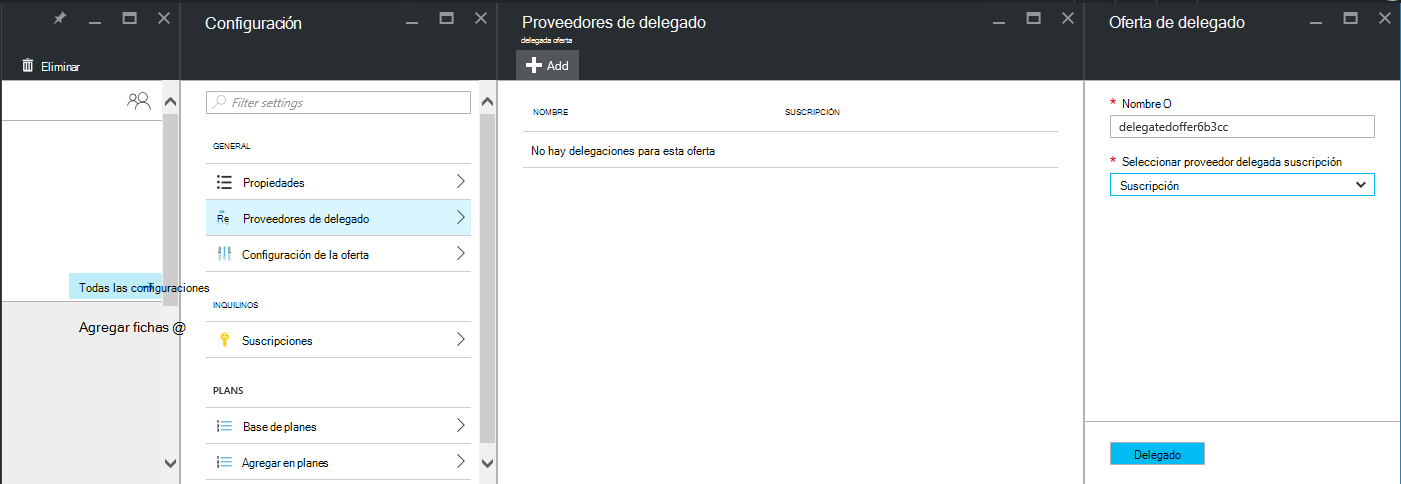 Eliminar
Todas las configuraciones
Agregar fichas @
Configuración
Filter settings
GENERAL
Propiedades
Re Proveedores de delegado
Configuración de la oferta
INQUILINOS
Suscripciones
PLANS
Base de planes
Agregar en planes
Proveedores de delegado
delegada oferta
Add
NOMBRE SUSCRIPCIÓN
No hay delegaciones para esta oferta
Oferta de delegado
* Nombre O
delegatedoffer6b3cc
* Seleccionar proveedor delegada suscripción
Suscripción
Delegado